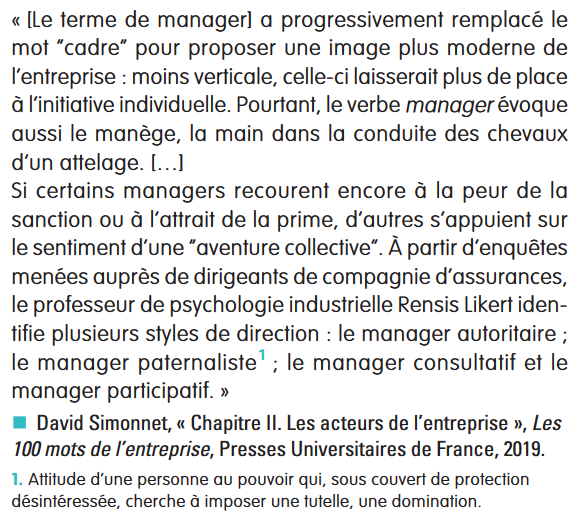 « [Le terme de manager] a progressivement remplacé le
mot "cadre" pour proposer une image plus moderne de
l'entreprise : moins verticale, celle-ci laisserait plus de place
à l'initiative individuelle. Pourtant, le verbe manager évoque
aussi le manège, la main dans la conduite des chevaux
d'un attelage. […]
Si certains managers recourent encore à la peur de la
sanction ou à l'attrait de la prime, d'autres s'appuient sur
le sentiment d'une "aventure collective". À partir d'enquêtes
menées auprès de dirigeants de compagnie d'assurances,
le professeur de psychologie industrielle Rensis Likert iden-
tifie plusieurs styles de direction : le manager autoritaire ;
le manager paternaliste1 ; le manager consultatif et le
manager participatif. »
■ David Simonnet, « Chapitre II. Les acteurs de l'entreprise », Les
100 mots de l'entreprise, Presses Universitaires de France, 2019.
1. Attitude d'une personne au pouvoir qui, sous couvert de protection
désintéressée, cherche à imposer une tutelle, une domination.